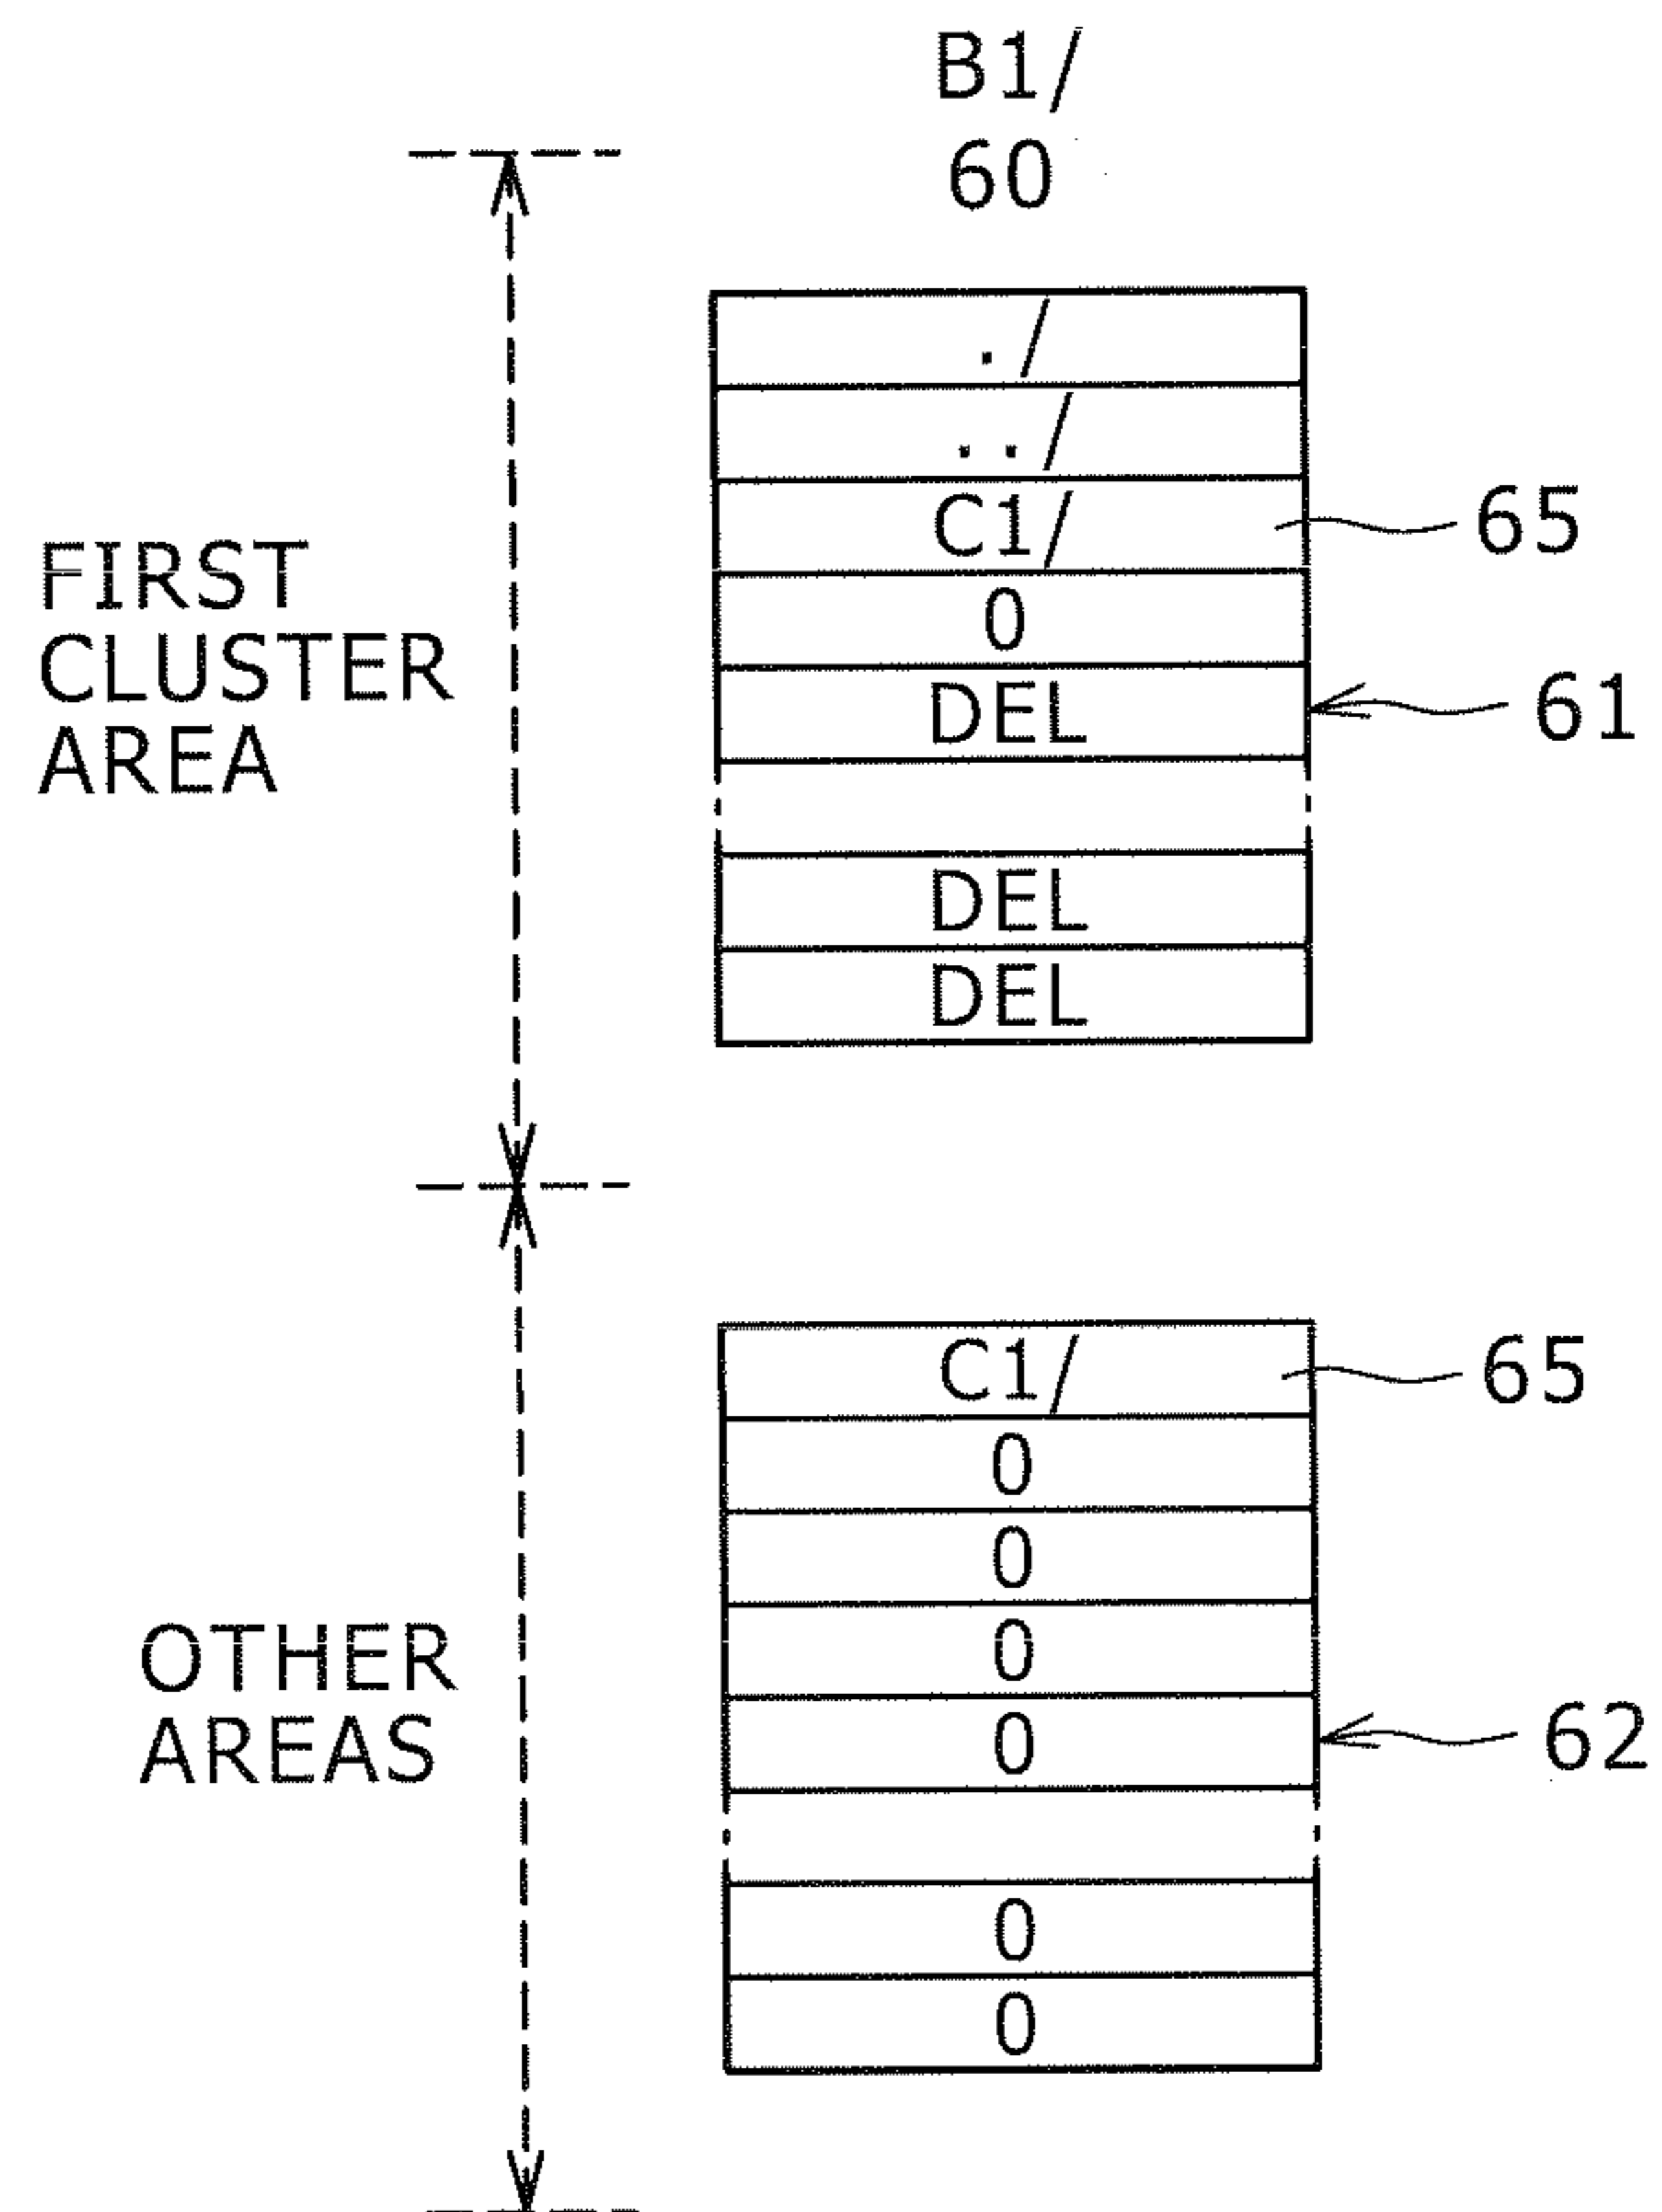 B1/
60
./
../
C1/ 65
0
DEL 61
DEL
DEL
FIRST
CLUSTER
AREA
C1/ 65
0
0
0
0 62
0
0
OTHER
AREAS